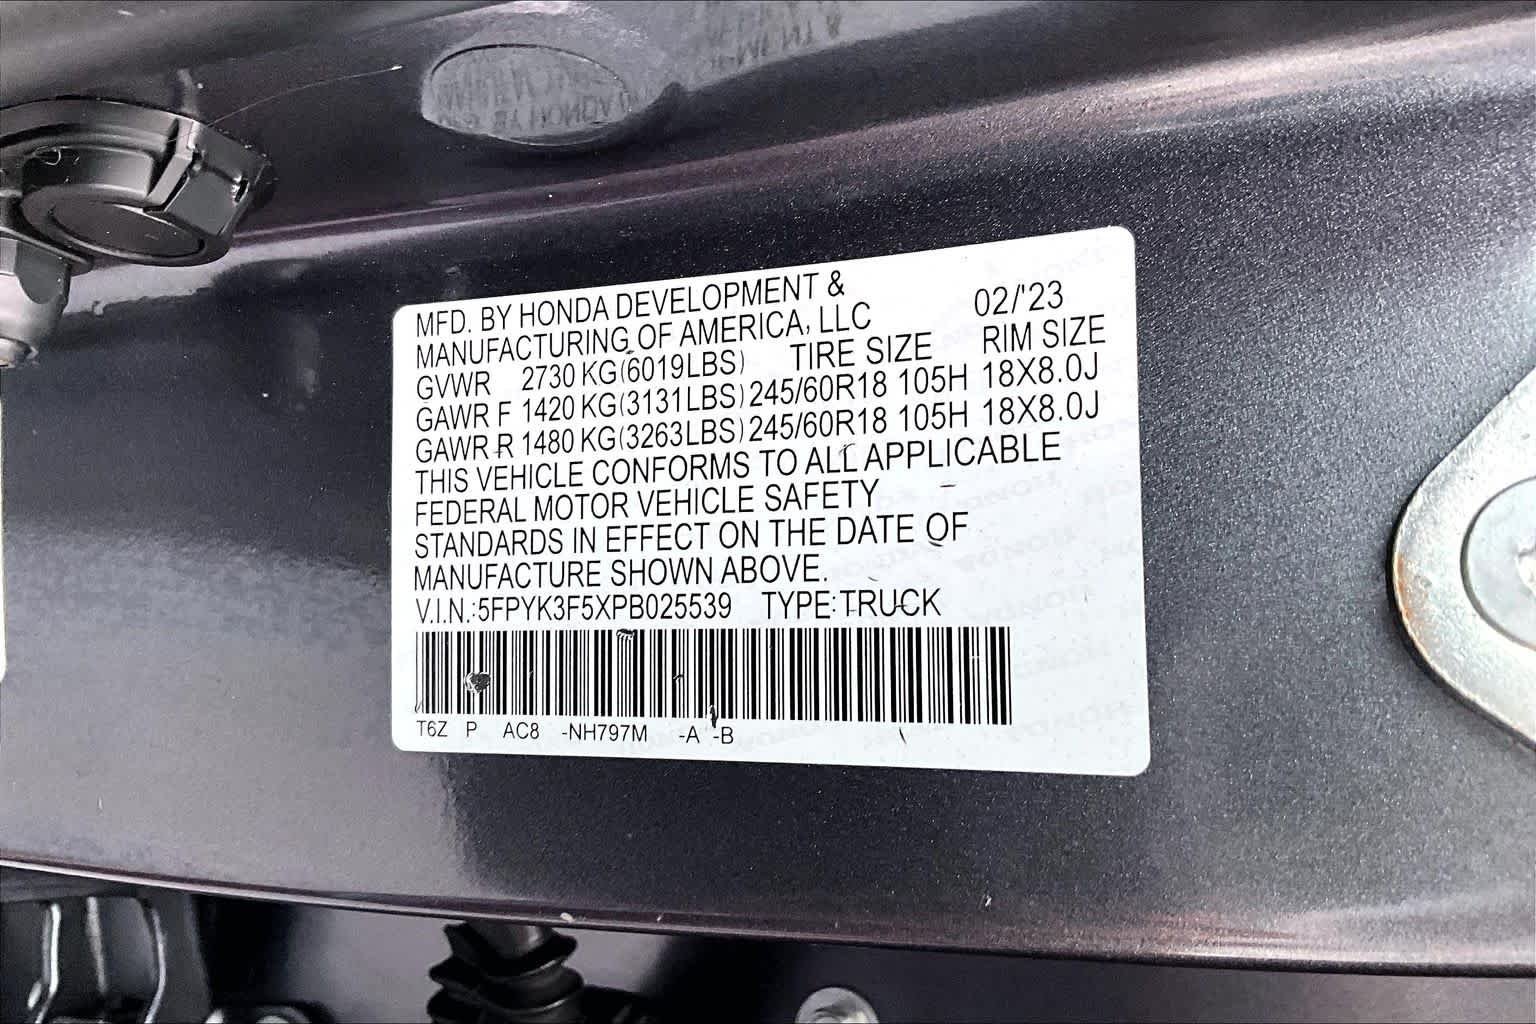 MFD. BY HONDA DEVELOPMENT &
MANUFACTURING OF AMERICA, LLC 02/'23
GVWR 2730 KG(6019LBS) TIRE SIZE RIM SIZE
GAWR F 1420 KG(3131LBS) 245/60R18 105H 18X8.0J
GAWR R 1480 KG(3263LBS) 245/60R18 105H 18X8.0J
THIS VEHICLE CONFORMS TO ALL APPLICABLE
FEDERAL MOTOR VEHICLE SAFETY
STANDARDS IN EFFECT ON THE DATE OF
MANUFACTURE SHOWN ABOVE.
V.I.N.:5FPYK3F5XPB025539 TYPE:TRUCK
T6Z P AC8 -NH797M -A -B